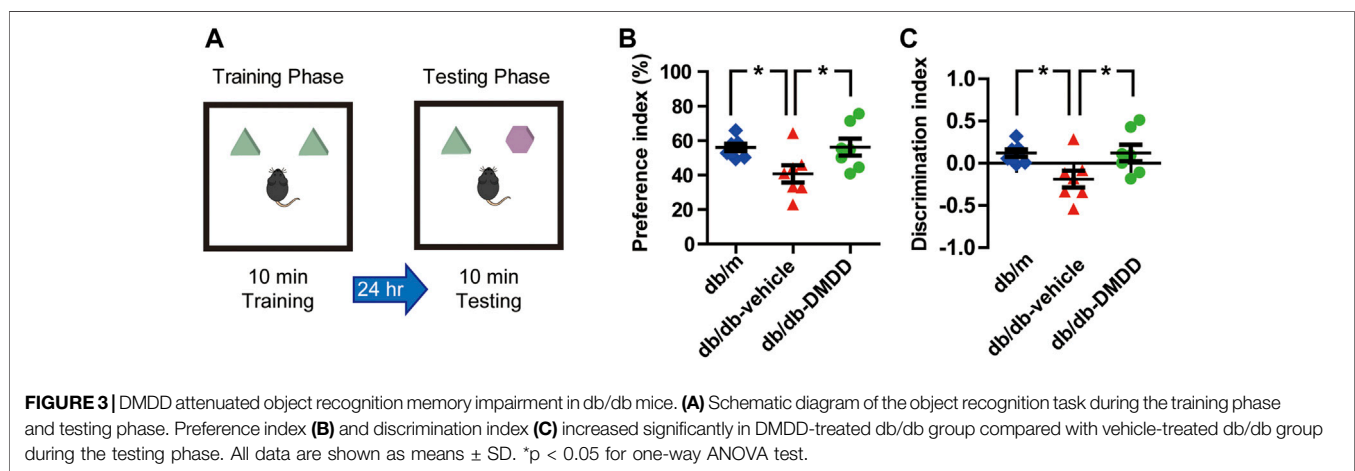 A
Training Phase
Testing Phase
10 min
Training
24 hr
10 min
Testing
B
Preference index (%)
100
80
60
40
20
0
*
*
db/m
db/db-vehicle
db/db-DMDD
C
Discrimination index
1.0
0.5
0.0
-0.5
-1.0
*
*
db/m
db/db-vehicle
db/db-DMDD
FIGURE 3 | DMDD attenuated object recognition memory impairment in db/db mice. (A) Schematic diagram of the object recognition task during the training phase
and testing phase. Preference index (B) and discrimination index (C) increased significantly in DMDD-treated db/db group compared with vehicle-treated db/db group
during the testing phase. All data are shown as means ± SD. *p < 0.05 for one-way ANOVA test.